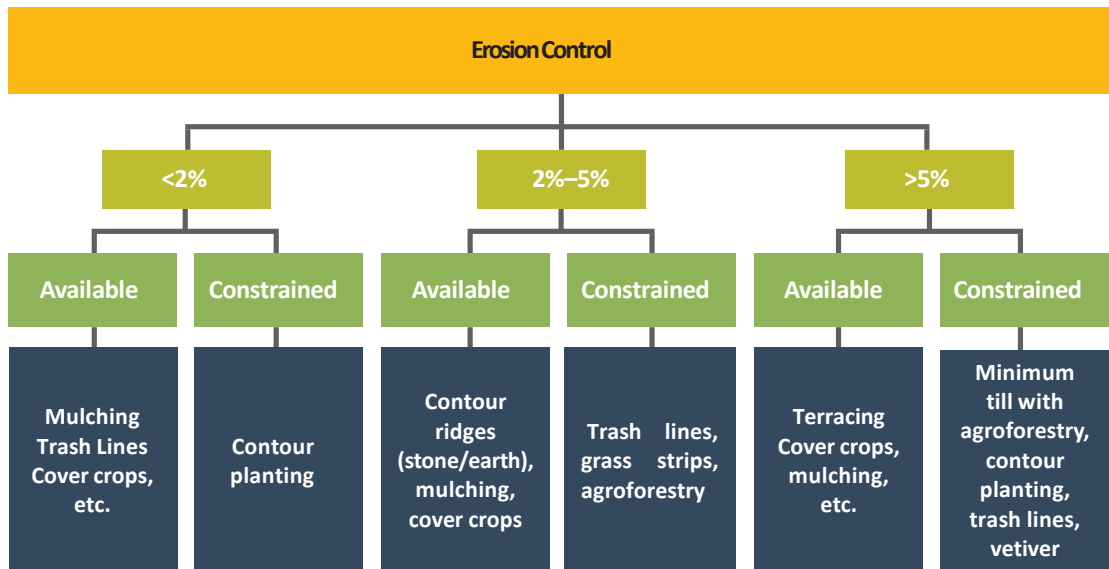 Erosion Control
<2%
2%–5%
>5%
Available
Constrained
Available
Constrained
Available
Constrained
Mulching
Trash Lines
Cover crops,
etc.
Contour
planting
Contour
ridges
(stone/earth),
mulching,
cover crops
Trash lines,
grass strips,
agroforestry
Terracing
Cover crops,
mulching,
etc.
Minimum
till with
agroforestry,
contour
planting,
trash lines,
vetiver